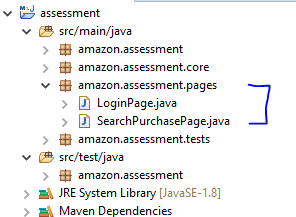 assessment
src/main/java
amazon.assessment
amazon.assessment.core
amazon.assessment.pages
LoginPage.java
SearchPurchasePage.java
amazon.assessment.tests
src/test/java
amazon.assessment
JRE System Library [JavaSE-1.8]
Maven Dependencies